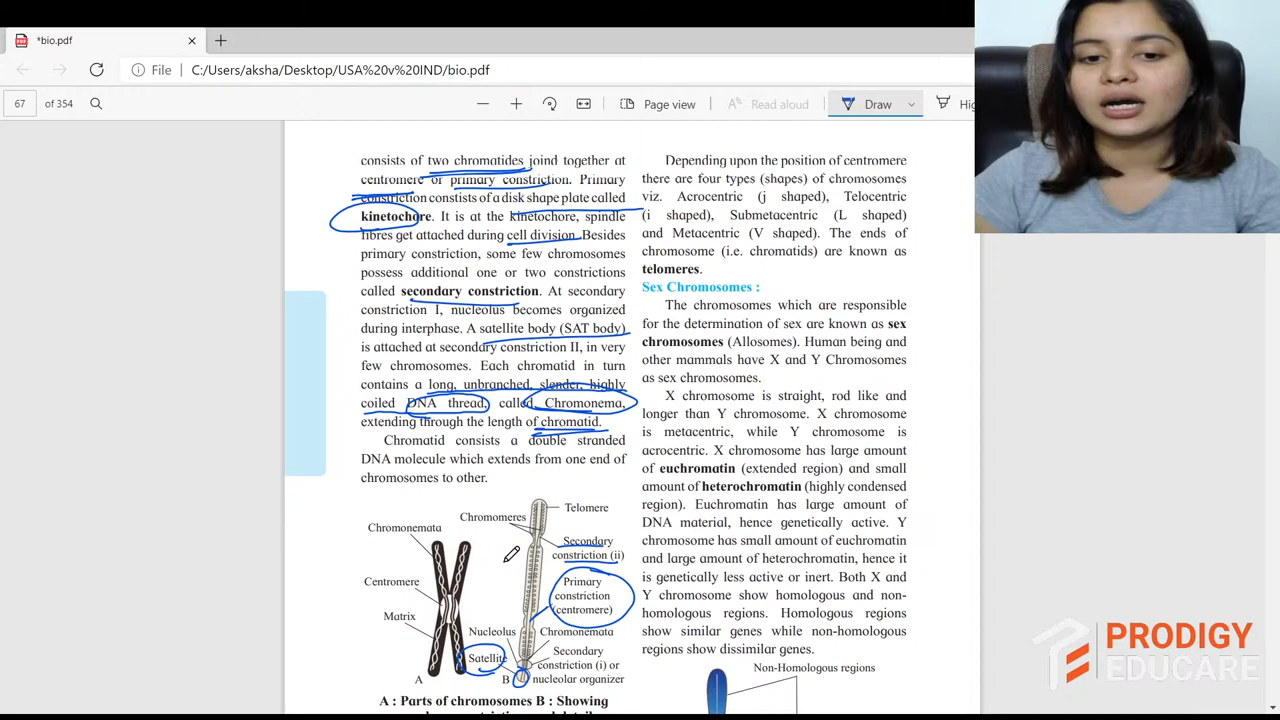 *bio.pdf
File
C:/Users/aksha/Desktop/USA%20v%20IND/bio.pdf
67
of 354
Page view
Read aloud
Draw
consists of two chromatides joind together at
centromere or primary constriction. Primary
constriction consists of a disk shape plate called
kinetochore. It is at the kinetochore, spindle
fibres get attached during cell division. Besides
primary constriction, some few chromosomes
possess additional one or two constrictions
called secondary constriction. At secondary
constriction I, nucleolus becomes organized
during interphase. A satellite body (SAT body)
is attached at secondary constriction II, in very
few chromosomes. Each chromatid in turn
contains a long, unbranched, slender, highly
coiled DNA thread, called Chromonema,
extending through the length of chromatid.
Chromatid consists a double stranded
DNA molecule which extends from one end of
chromosomes to other.
Chromonemata
Centromere
Matrix
A
Chromomeres
Telomere
Secondary
constriction (ii)
Primary
constriction
(centromere)
Nucleolus
Chromonemata
Satellite
Secondary
constriction (i) or
nucleolar organizer
B
A : Parts of chromosomes B : Showing
Depending upon the position of centromere
there are four types (shapes) of chromosomes
viz. Acrocentric (j shaped), Telocentric
(i shaped), Submetacentric (L shaped)
and Metacentric (V shaped). The ends of
chromosome (i.e. chromatids) are known as
telomeres.
Sex Chromosomes :
The chromosomes which are responsible
for the determination of sex are known as sex
chromosomes (Allosomes). Human being and
other mammals have X and Y Chromosomes
as sex chromosomes.
X chromosome is straight, rod like and
longer than Y chromosome. X chromosome
is metacentric, while Y chromosome is
acrocentric. X chromosome has large amount
of euchromatin (extended region) and small
amount of heterochromatin (highly condensed
region). Euchromatin has large amount of
DNA material, hence genetically active. Y
chromosome has small amount of euchromatin
and large amount of heterochromatin, hence it
is genetically less active or inert. Both X and
Y chromosome show homologous and non-
homologous regions. Homologous regions
show similar genes while non-homologous
regions show dissimilar genes.
Non-Homologous regions
PRODIGY
EDUCARE